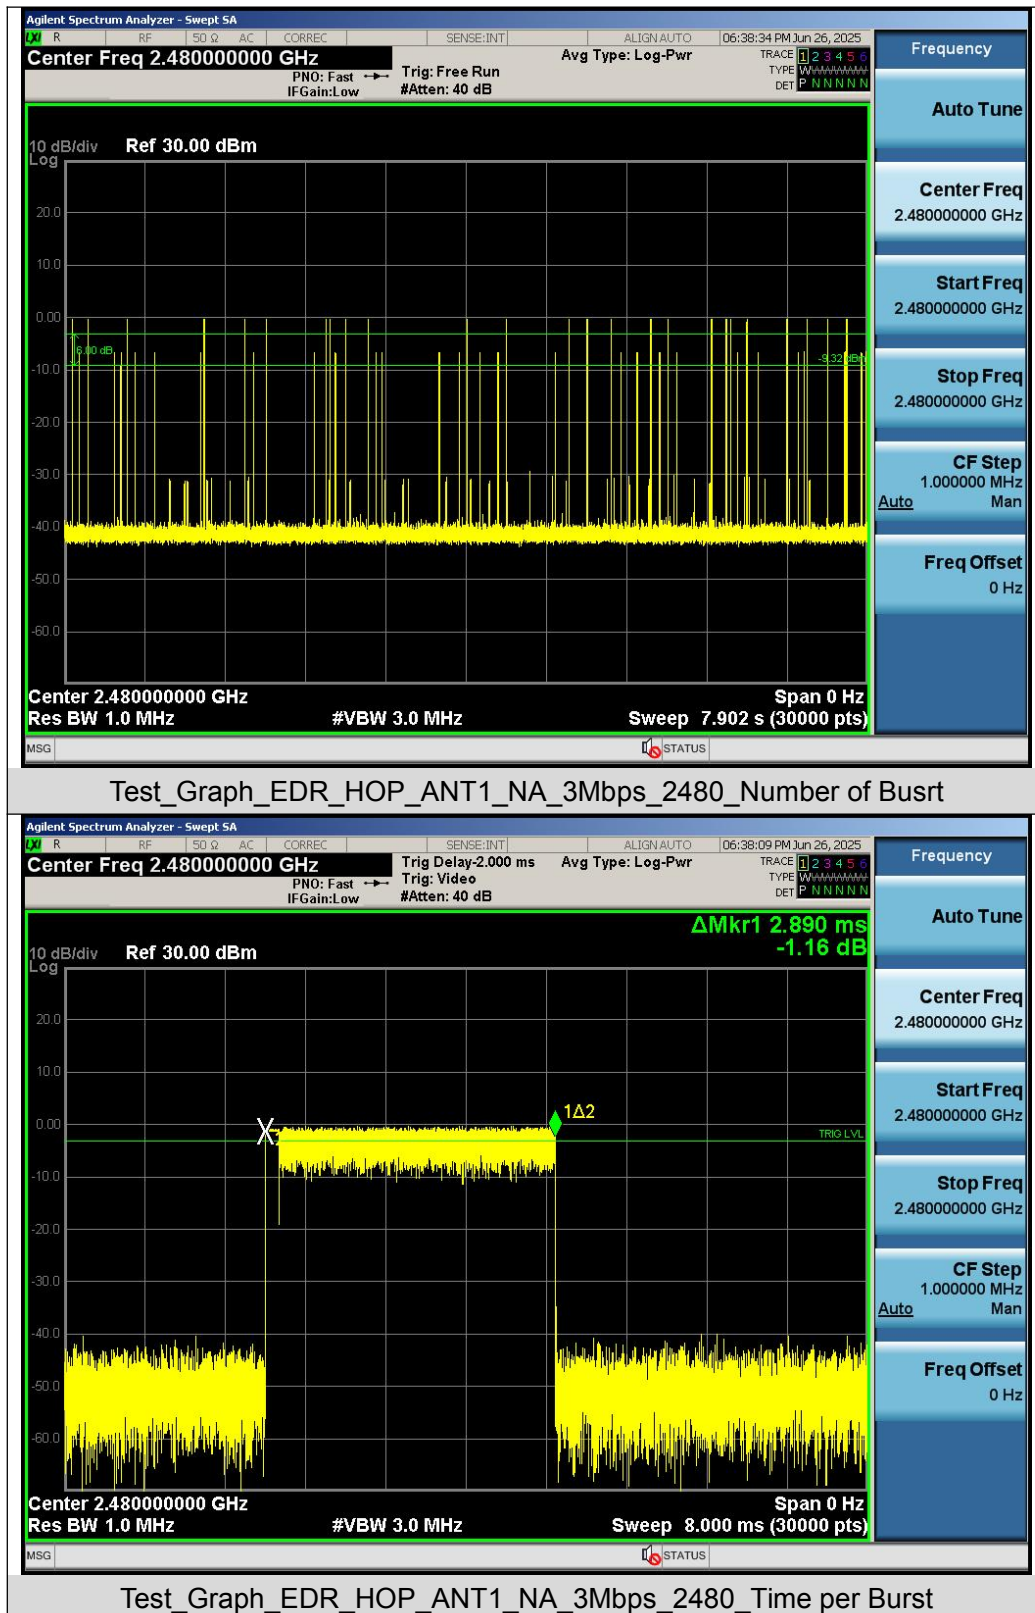 Agilent Spectrum Analyzer - Swept SA
LXI R RF 50 Ω AC CORREC SENSE:INT ALIGN AUTO 06:38:34 PM Jun 26, 2025
Center Freq 2.480000000 GHz
PNO: Fast
IFGain:Low
Trig: Free Run
#Atten: 40 dB
Avg Type: Log-Pwr
TRACE 1 2 3 4 5 6
TYPE
DET P N N N N N
10 dB/div Ref 30.00 dBm
Log
20.0
10.0
0.00
-10.0
-20.0
-30.0
-40.0
-50.0
-60.0
6.00 dB
-9.32 dBm
Center 2.480000000 GHz Span 0 Hz
Res BW 1.0 MHz #VBW 3.0 MHz Sweep 7.902 s (30000 pts)
MSG STATUS
Frequency
Auto Tune
Center Freq
2.480000000 GHz
Start Freq
2.480000000 GHz
Stop Freq
2.480000000 GHz
CF Step
1.000000 MHz
Auto Man
Freq Offset
0 Hz
Test_Graph_EDR_HOP_ANT1_NA_3Mbps_2480_Number of Busrt
Agilent Spectrum Analyzer - Swept SA
LXI R RF 50 Ω AC CORREC SENSE:INT ALIGN AUTO 06:38:09 PM Jun 26, 2025
Center Freq 2.480000000 GHz
PNO: Fast
IFGain:Low
Trig Delay-2.000 ms
Trig: Video
#Atten: 40 dB
Avg Type: Log-Pwr
TRACE 1 2 3 4 5 6
TYPE
DET P N N N N N
ΔMkr1 2.890 ms
-1.16 dB
10 dB/div Ref 30.00 dBm
Log
20.0
10.0
0.00
-10.0
-20.0
-30.0
-40.0
-50.0
-60.0
1Δ2
TRIG LVL
Center 2.480000000 GHz Span 0 Hz
Res BW 1.0 MHz #VBW 3.0 MHz Sweep 8.000 ms (30000 pts)
MSG STATUS
Frequency
Auto Tune
Center Freq
2.480000000 GHz
Start Freq
2.480000000 GHz
Stop Freq
2.480000000 GHz
CF Step
1.000000 MHz
Auto Man
Freq Offset
0 Hz
Test_Graph_EDR_HOP_ANT1_NA_3Mbps_2480_Time per Burst